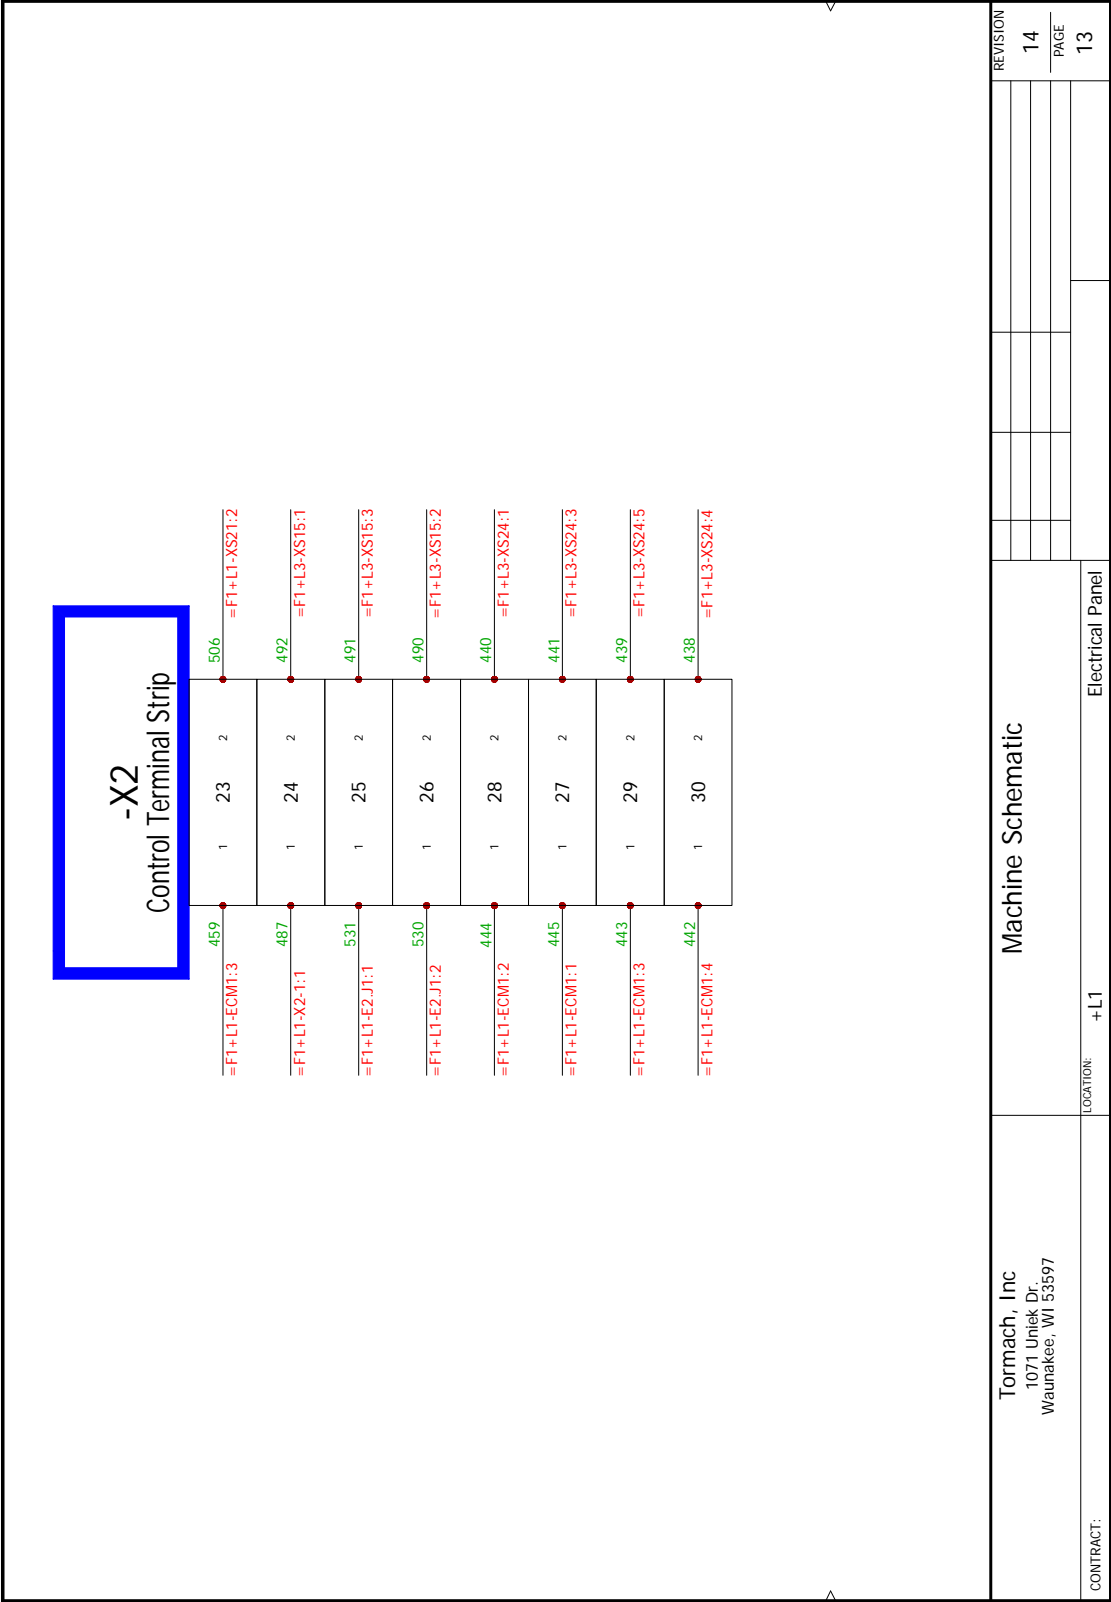 -X2
Control Terminal Strip
=F1+L1-ECM1:3 459 1 23 2 506 =F1+L1-XS21:2
=F1+L1-X2-1:1 487 1 24 2 492 =F1+L3-XS15:1
=F1+L1-E2.J1:1 531 1 25 2 491 =F1+L3-XS15:3
=F1+L1-E2.J1:2 530 1 26 2 490 =F1+L3-XS15:2
=F1+L1-ECM1:2 444 1 28 2 440 =F1+L3-XS24:1
=F1+L1-ECM1:1 445 1 27 2 441 =F1+L3-XS24:3
=F1+L1-ECM1:3 443 1 29 2 439 =F1+L3-XS24:5
=F1+L1-ECM1:4 442 1 30 2 438 =F1+L3-XS24:4
Tormach, Inc
1071 Uniek Dr.
Waunakee, WI 53597
CONTRACT:
Machine Schematic
LOCATION: +L1 Electrical Panel
REVISION
14
PAGE
13